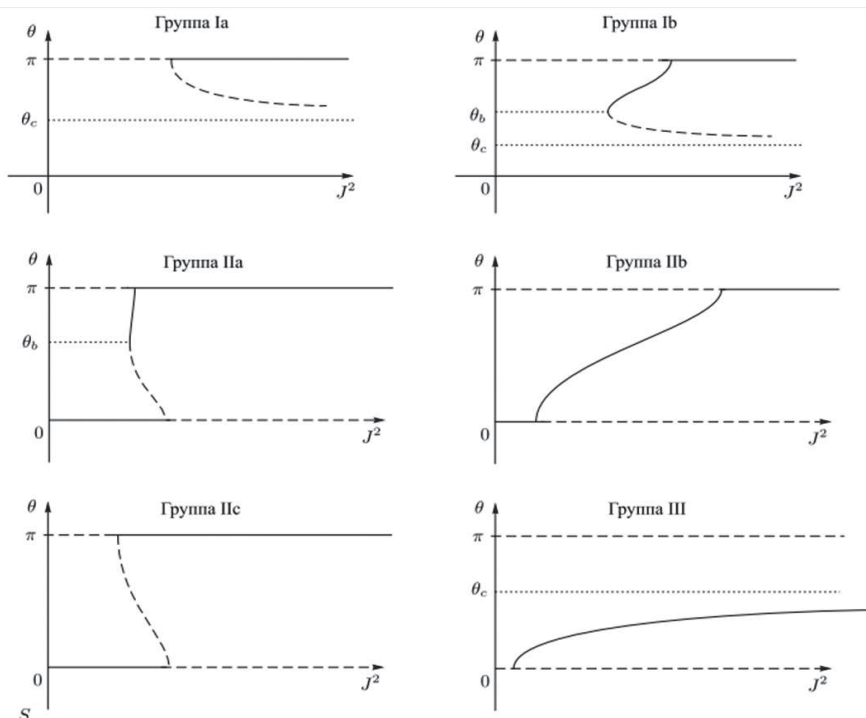 Группа Ia
θ
π
θc
0
J²
Группа Ib
θ
π
θb
θc
0
J²
Группа IIa
θ
π
θb
0
J²
Группа IIb
θ
π
0
J²
Группа IIc
θ
π
0
J²
Группа III
θ
π
θc
0
J²
S